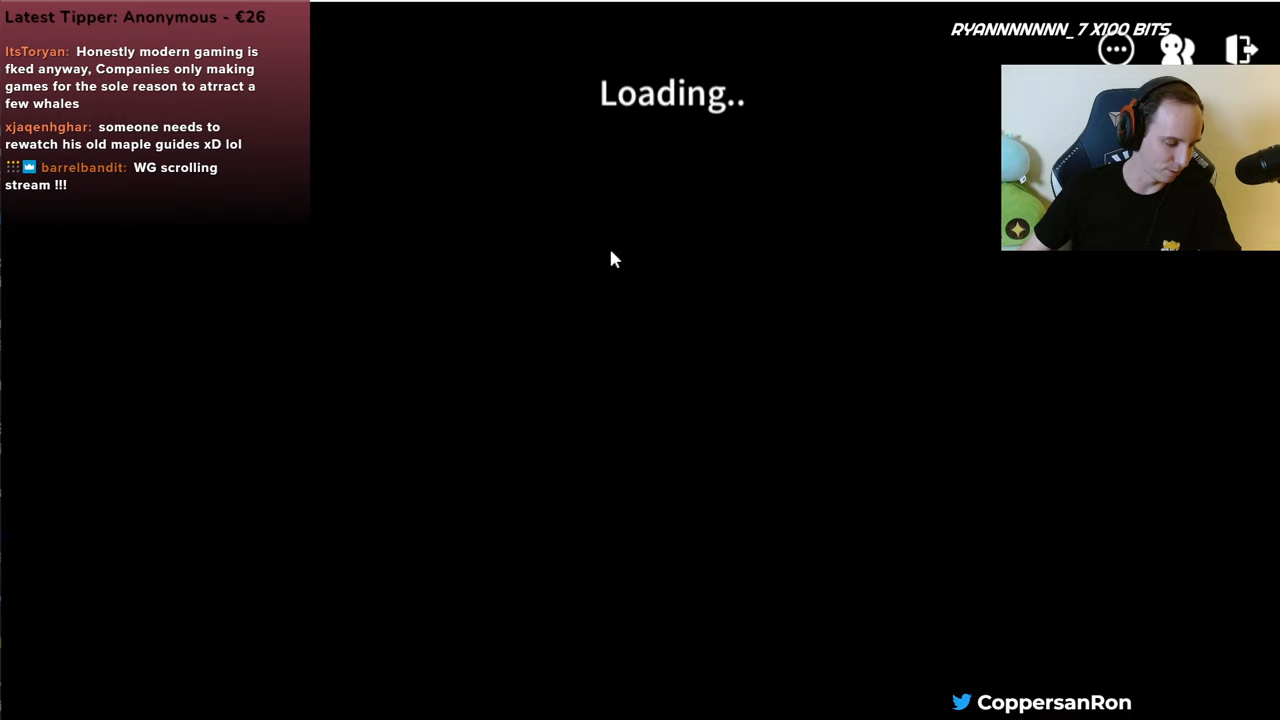 Latest Tipper: Anonymous - €26
RYANNNNNNN_7 X100 BITS
ItsToryan: Honestly modern gaming is
fked anyway, Companies only making
games for the sole reason to atrract a
few whales
xjaqenhghar: someone needs to
rewatch his old maple guides xD lol
barrelbandit: WG scrolling
stream !!!
Loading..
CoppersanRon